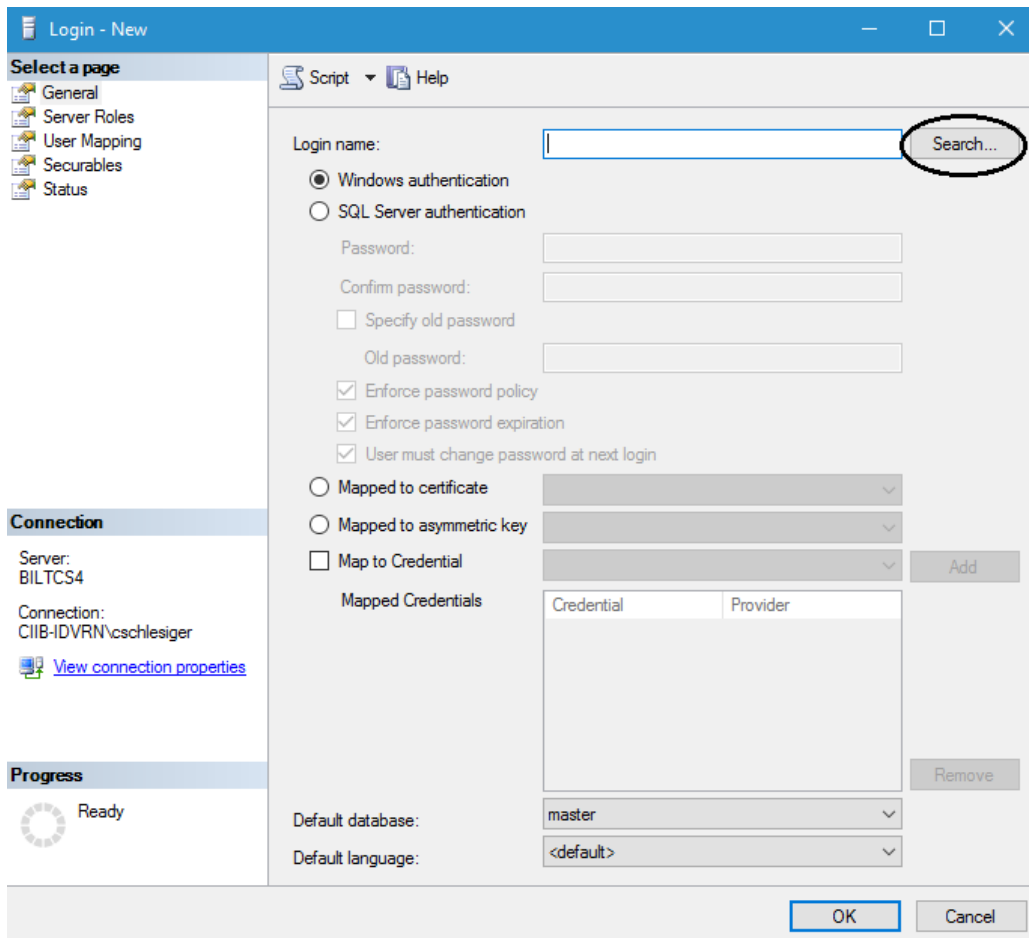 Login - New
Select a page
General
Server Roles
User Mapping
Securables
Status
Connection
Server:
BILTCS4
Connection:
CIIB-IDVRN\cschlesiger
View connection properties
Progress
Ready
Script
Help
Login name:
Search...
Windows authentication
SQL Server authentication
Password:
Confirm password:
Specify old password
Old password:
Enforce password policy
Enforce password expiration
User must change password at next login
Mapped to certificate
Mapped to asymmetric key
Map to Credential
Add
Mapped Credentials
Credential Provider
Remove
Default database: master
Default language: <default>
OK Cancel